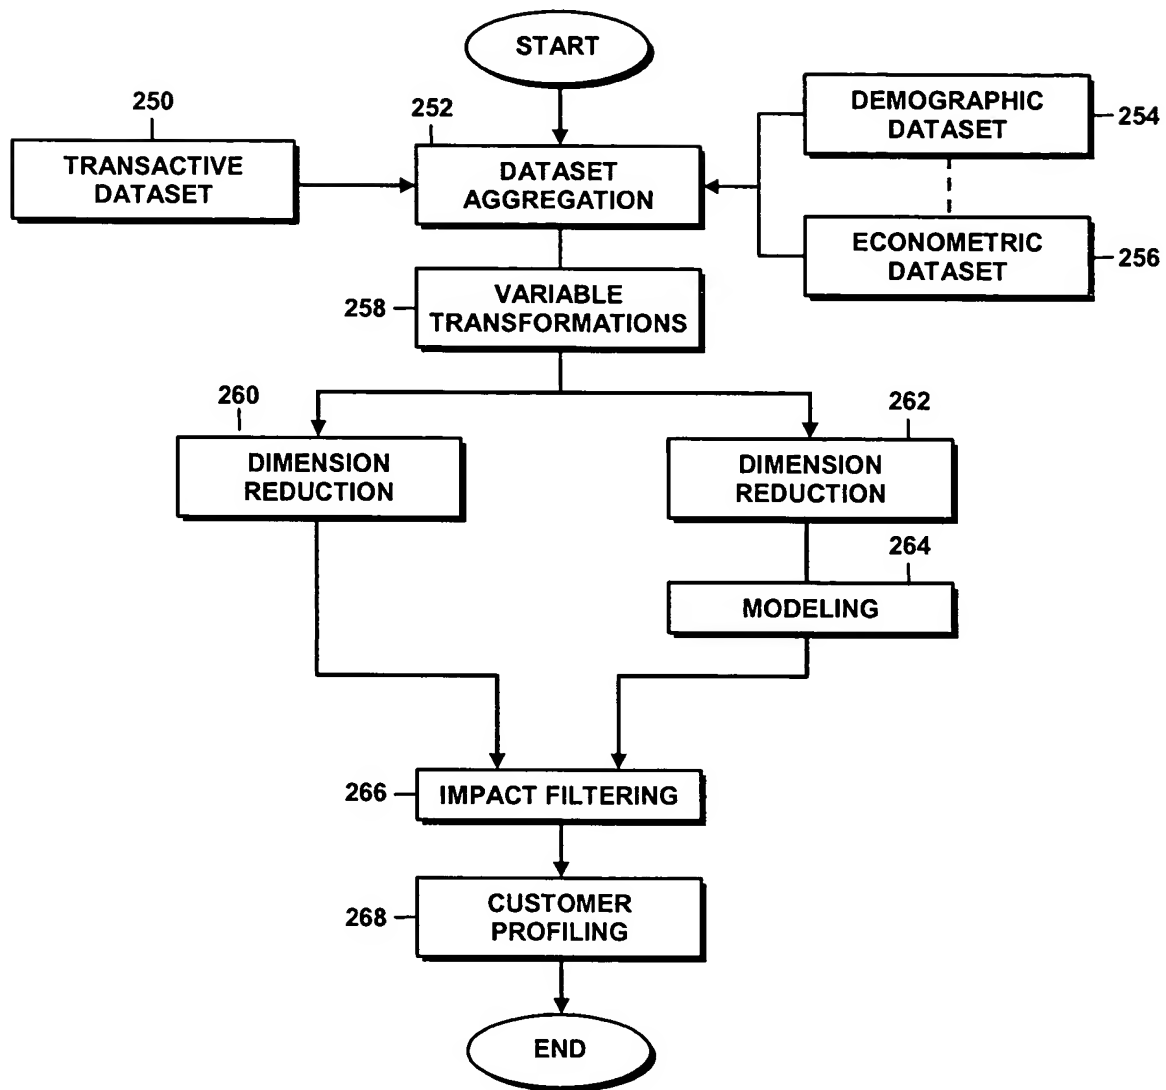 START
250
TRANSACTIVE
DATASET
252
DATASET
AGGREGATION
DEMOGRAPHIC
DATASET
254
ECONOMETRIC
DATASET
256
258
VARIABLE
TRANSFORMATIONS
260
DIMENSION
REDUCTION
262
DIMENSION
REDUCTION
264
MODELING
266
IMPACT FILTERING
268
CUSTOMER
PROFILING
END